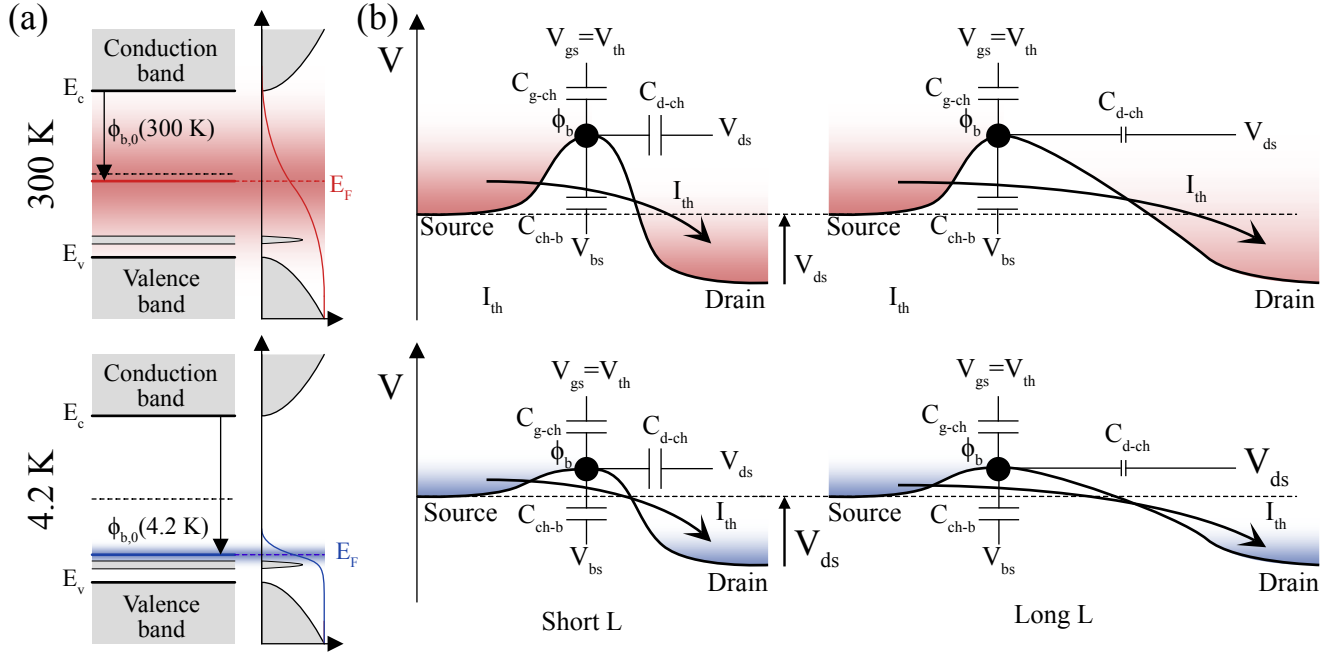 (a)
300 K
Conduction
band
E_c
ϕ_b,0(300 K)
E_F
E_v
Valence
band
(b)
V
V_gs=V_th
C_g-ch
C_d-ch
ϕ_b
V_ds
I_th
Source
C_ch-b
V_bs
V_ds
Drain
I_th
V_gs=V_th
C_g-ch
C_d-ch
ϕ_b
V_ds
I_th
Source
C_ch-b
V_bs
Drain
I_th
4.2 K
Conduction
band
E_c
ϕ_b,0(4.2 K)
E_F
E_v
Valence
band
V
V_gs=V_th
C_g-ch
C_d-ch
ϕ_b
V_ds
I_th
Source
C_ch-b
V_bs
V_ds
Drain
Short L
V_gs=V_th
C_g-ch
C_d-ch
ϕ_b
V_ds
I_th
Source
C_ch-b
V_bs
Drain
Long L